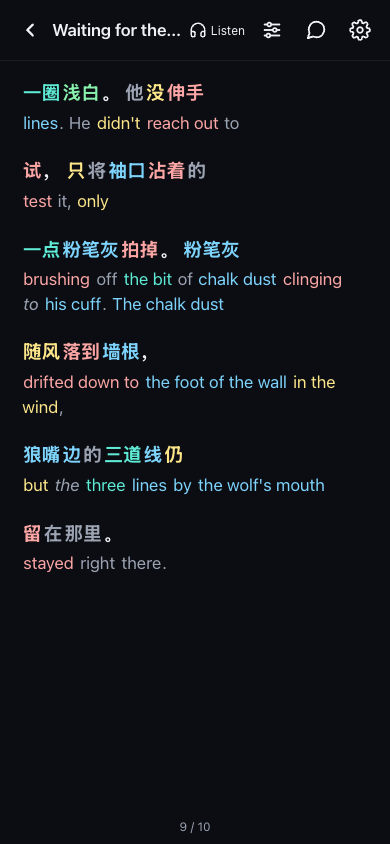 Waiting for the... Listen
一圈浅白。 他没伸手
lines. He didn't reach out to
试， 只将袖口沾着的
test it, only
一点粉笔灰拍掉。 粉笔灰
brushing off the bit of chalk dust clinging
to his cuff. The chalk dust
随风落到墙根，
drifted down to the foot of the wall in the
wind,
狼嘴边的三道线仍
but the three lines by the wolf's mouth
留在那里。
stayed right there.
9 / 10